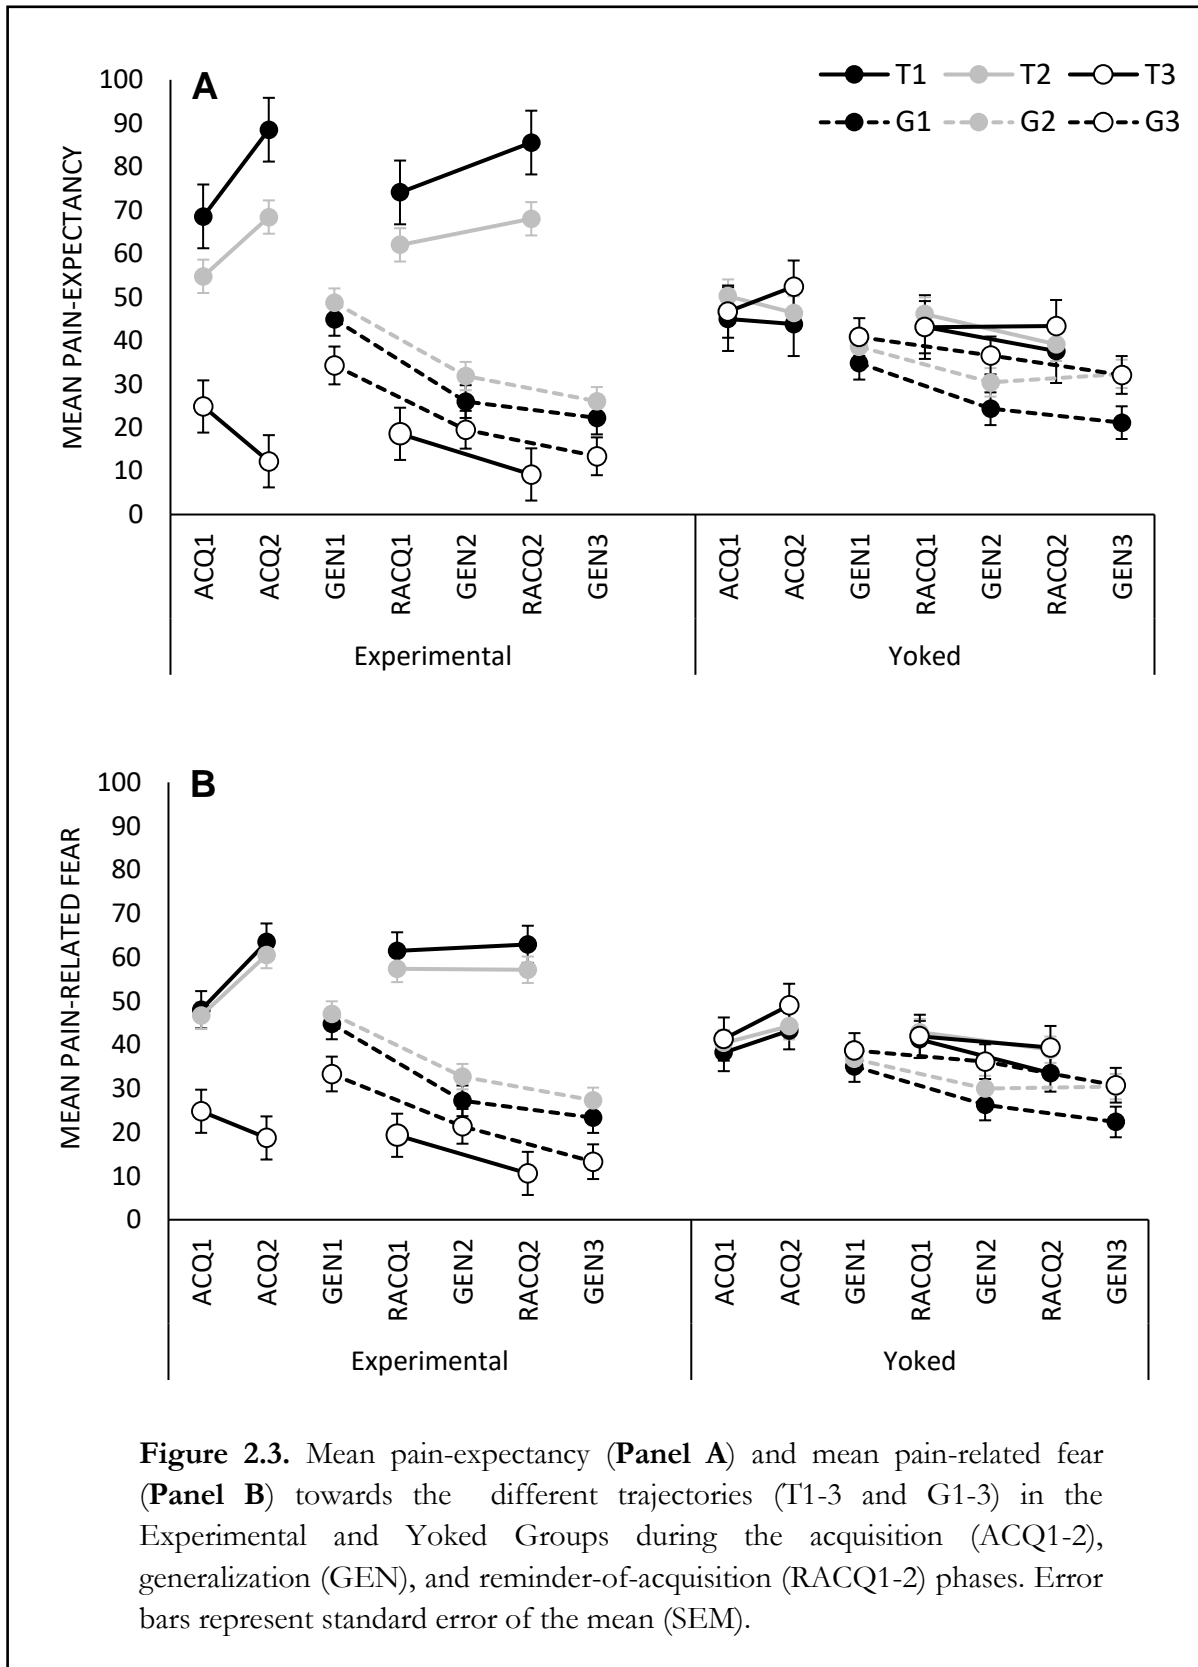 A
T1 T2 T3
G1 G2 G3
MEAN PAIN-EXPECTANCY
100
90
80
70
60
50
40
30
20
10
0
ACQ1 ACQ2 GEN1 RACQ1 GEN2 RACQ2 GEN3 ACQ1 ACQ2 GEN1 RACQ1 GEN2 RACQ2 GEN3
Experimental Yoked
B
MEAN PAIN-RELATED FEAR
100
90
80
70
60
50
40
30
20
10
0
ACQ1 ACQ2 GEN1 RACQ1 GEN2 RACQ2 GEN3 ACQ1 ACQ2 GEN1 RACQ1 GEN2 RACQ2 GEN3
Experimental Yoked
Figure 2.3. Mean pain-expectancy (Panel A) and mean pain-related fear
(Panel B) towards the different trajectories (T1-3 and G1-3) in the
Experimental and Yoked Groups during the acquisition (ACQ1-2),
generalization (GEN), and reminder-of-acquisition (RACQ1-2) phases. Error
bars represent standard error of the mean (SEM).